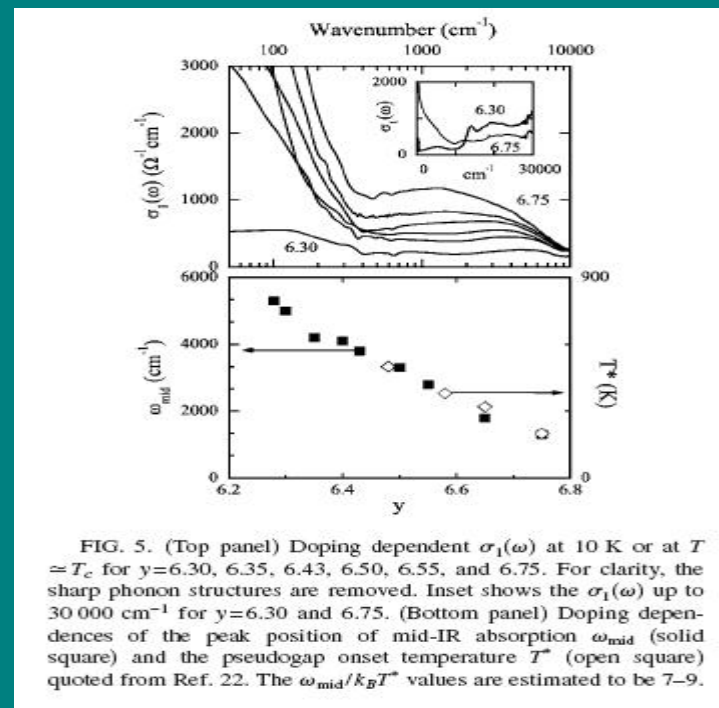 Wavenumber (cm⁻¹)
100 1000 10000
3000
2000
1000
0
σ₁(ω) (Ω⁻¹cm⁻¹)
6.30
6.75
2000
0
σ₁(ω)
6.30
6.75
0 cm⁻¹ 30000
6000
4000
2000
0
ω_mid (cm⁻¹)
900
0
T* (K)
6.2 6.4 6.6 6.8
y
FIG. 5. (Top panel) Doping dependent σ₁(ω) at 10 K or at T
≃T_c for y=6.30, 6.35, 6.43, 6.50, 6.55, and 6.75. For clarity, the
sharp phonon structures are removed. Inset shows the σ₁(ω) up to
30 000 cm⁻¹ for y=6.30 and 6.75. (Bottom panel) Doping depen-
dences of the peak position of mid-IR absorption ω_mid (solid
square) and the pseudogap onset temperature T* (open square)
quoted from Ref. 22. The ω_mid/k_BT* values are estimated to be 7–9.